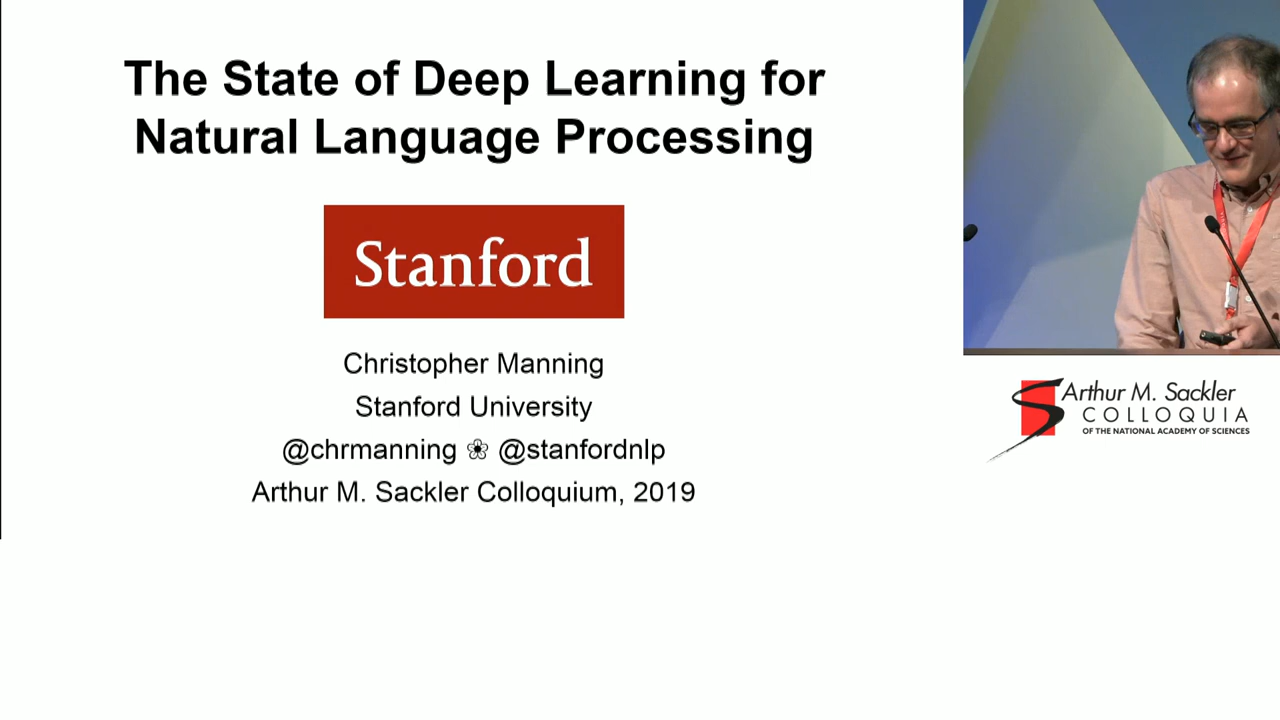 The State of Deep Learning for
Natural Language Processing
Stanford
Christopher Manning
Stanford University
@chrmanning ❀ @stanfordnlp
Arthur M. Sackler Colloquium, 2019
Arthur M. Sackler
COLLOQUIA
OF THE NATIONAL ACADEMY OF SCIENCES